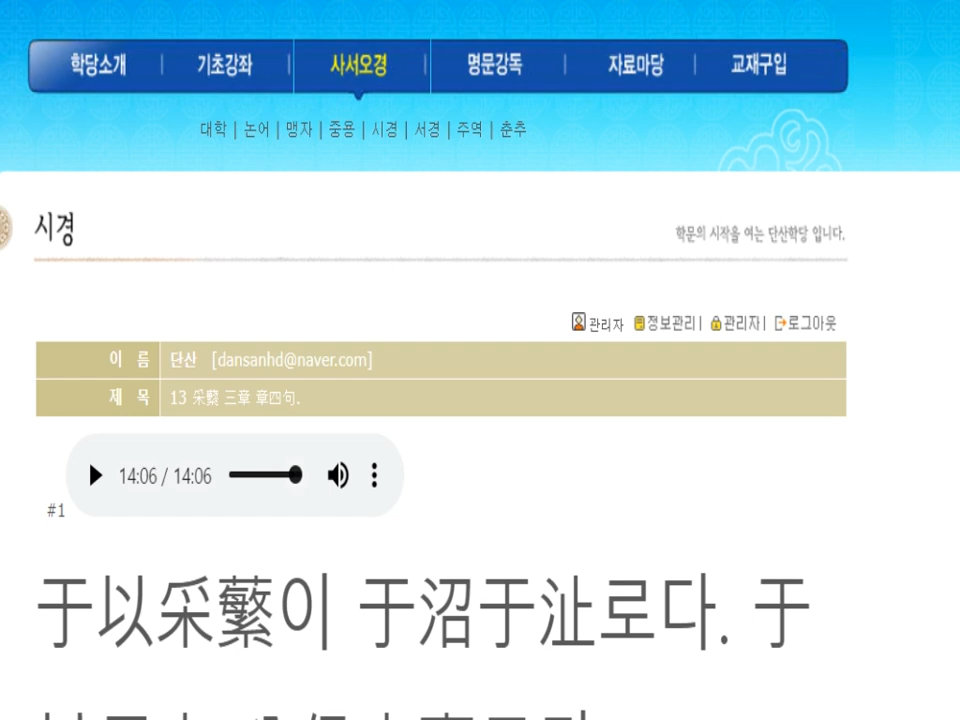 학당소개 | 기초강좌 | 사서오경 | 명문강독 | 자료마당 | 교재구입
대학 | 논어 | 맹자 | 중용 | 시경 | 서경 | 주역 | 춘추
시경
학문의 시작을 여는 단산학당 입니다.
관리자 정보관리 | 관리자 | 로그아웃
이 름 단산 [dansanhd@naver.com]
제 목 13 采蘩 三章 章四句.
14:06 / 14:06
#1
于以采蘩이 于沼于沚로다. 于